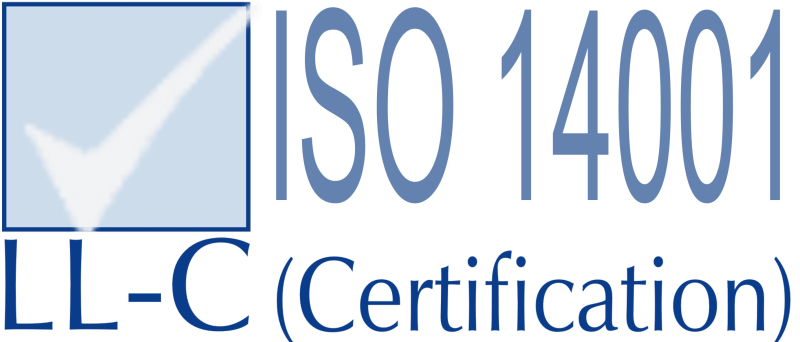 ISO 14001
LL-C (Certification)